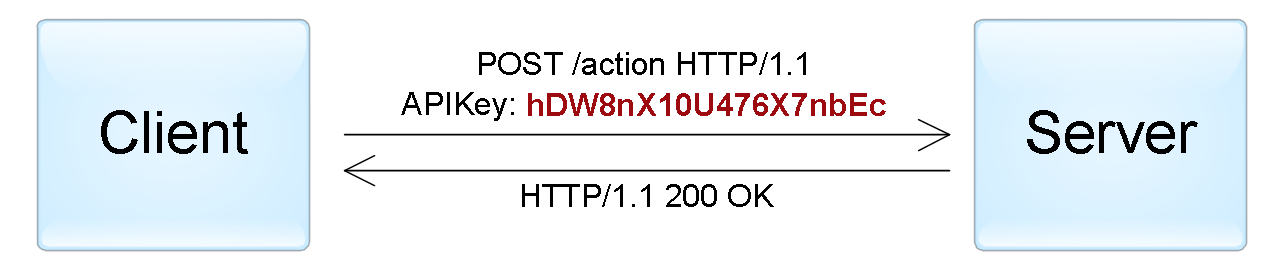 Client
POST /action HTTP/1.1
APIKey: hDW8nX10U476X7nbEc
HTTP/1.1 200 OK
Server